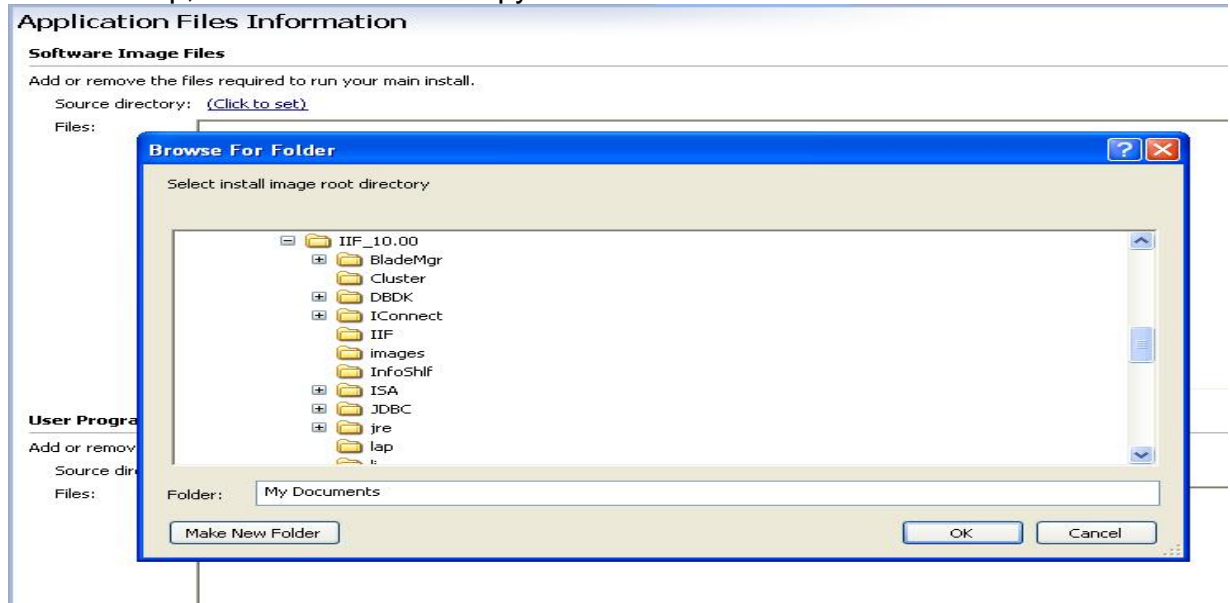 Application Files Information
Software Image Files
Add or remove the files required to run your main install.
Source directory: (Click to set)
Files:
Browse For Folder
Select install image root directory
IIF_10.00
BladeMgr
Cluster
DBDK
IConnect
IIF
images
InfoShlf
ISA
JDBC
jre
lap
User Progra
Add or remov
Source dire
Files:
Folder: My Documents
Make New Folder OK Cancel